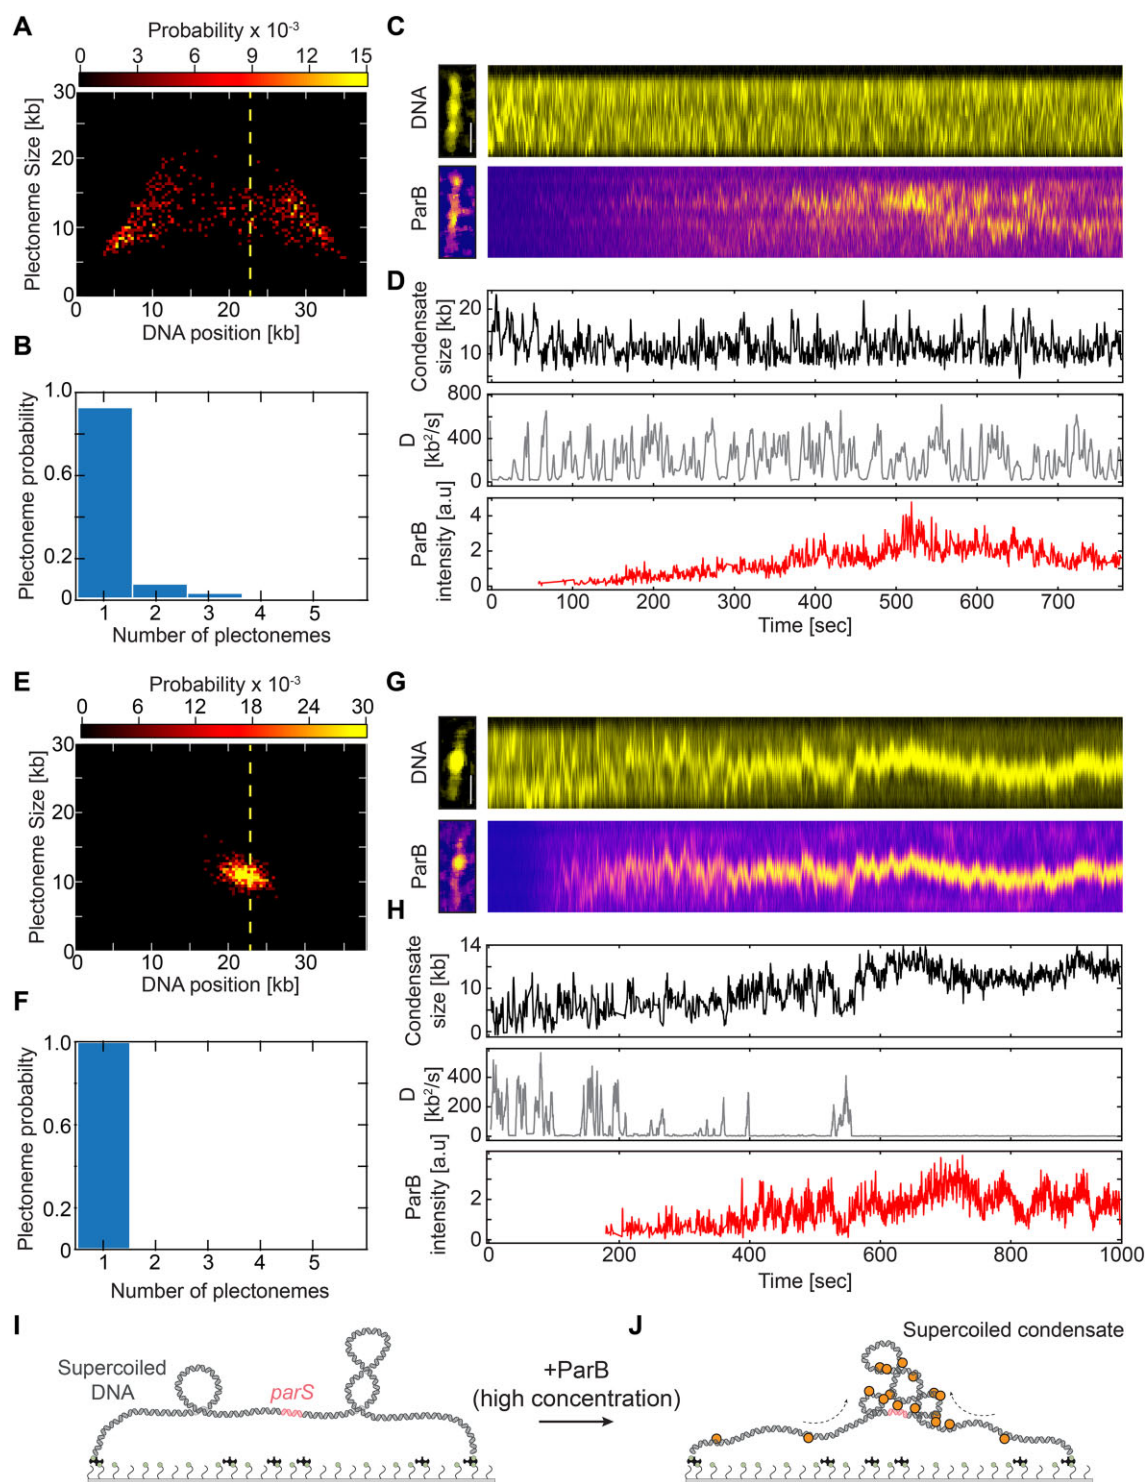 A
Probability x 10⁻³
0 3 6 9 12 15
Plectoneme Size [kb]
30
20
10
0
0 10 20 30
DNA position [kb]
B
Plectoneme probability
1.0
0.6
0.2
0
1 2 3 4 5
Number of plectonemes
C
DNA
ParB
D
Condensate
size [kb]
20
10
D
[kb²/s]
800
400
0
ParB
intensity [a.u]
4
2
0
0 100 200 300 400 500 600 700
Time [sec]
E
Probability x 10⁻³
0 6 12 18 24 30
Plectoneme Size [kb]
30
20
10
0
0 10 20 30
DNA position [kb]
F
Plectoneme probabilty
1.0
0.6
0.2
0
1 2 3 4 5
Number of plectonemes
G
DNA
ParB
H
Condensate
size [kb]
14
10
0
D
[kb²/s]
400
200
0
ParB
intensity [a.u]
2
0
0 200 400 600 800 1000
Time [sec]
I
Supercoiled
DNA
parS
+ParB
(high concentration)
J
Supercoiled condensate